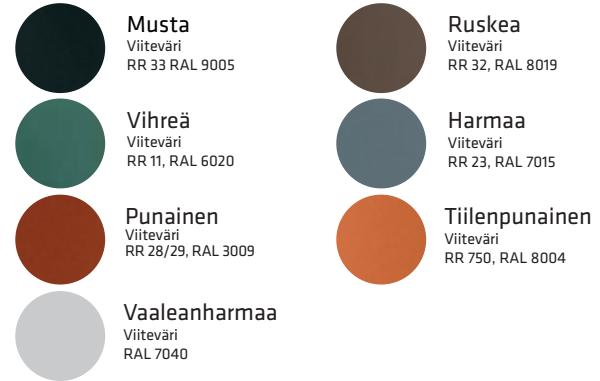 Musta
Viiteväri
RR 33 RAL 9005
Ruskea
Viiteväri
RR 32, RAL 8019
Vihreä
Viiteväri
RR 11, RAL 6020
Harmaa
Viiteväri
RR 23, RAL 7015
Punainen
Viiteväri
RR 28/29, RAL 3009
Tiilenpunainen
Viiteväri
RR 750, RAL 8004
Vaaleanharmaa
Viiteväri
RAL 7040